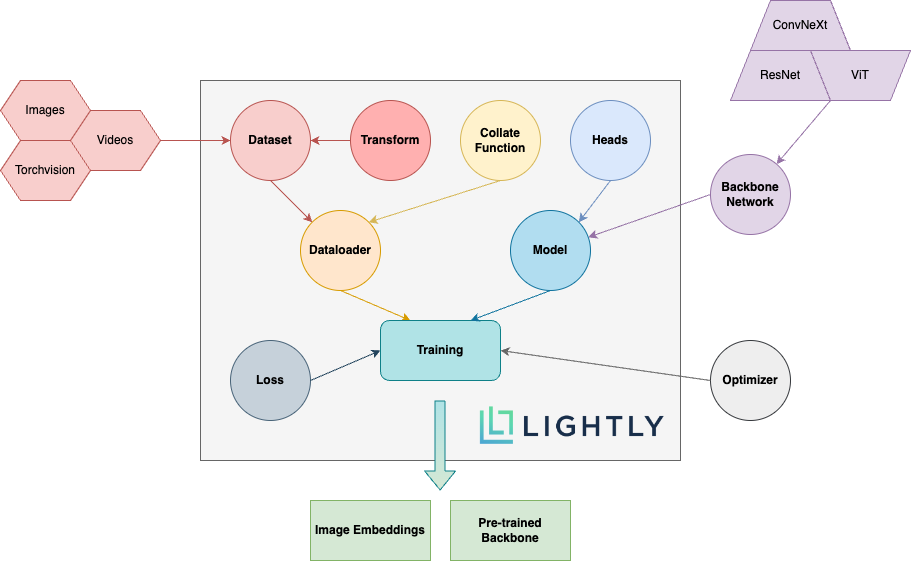 ConvNeXt
ResNet
ViT
Images
Videos
Torchvision
Dataset
Transform
Collate
Function
Heads
Backbone
Network
Dataloader
Model
Training
Loss
Optimizer
LIGHTLY
Image Embeddings
Pre-trained
Backbone